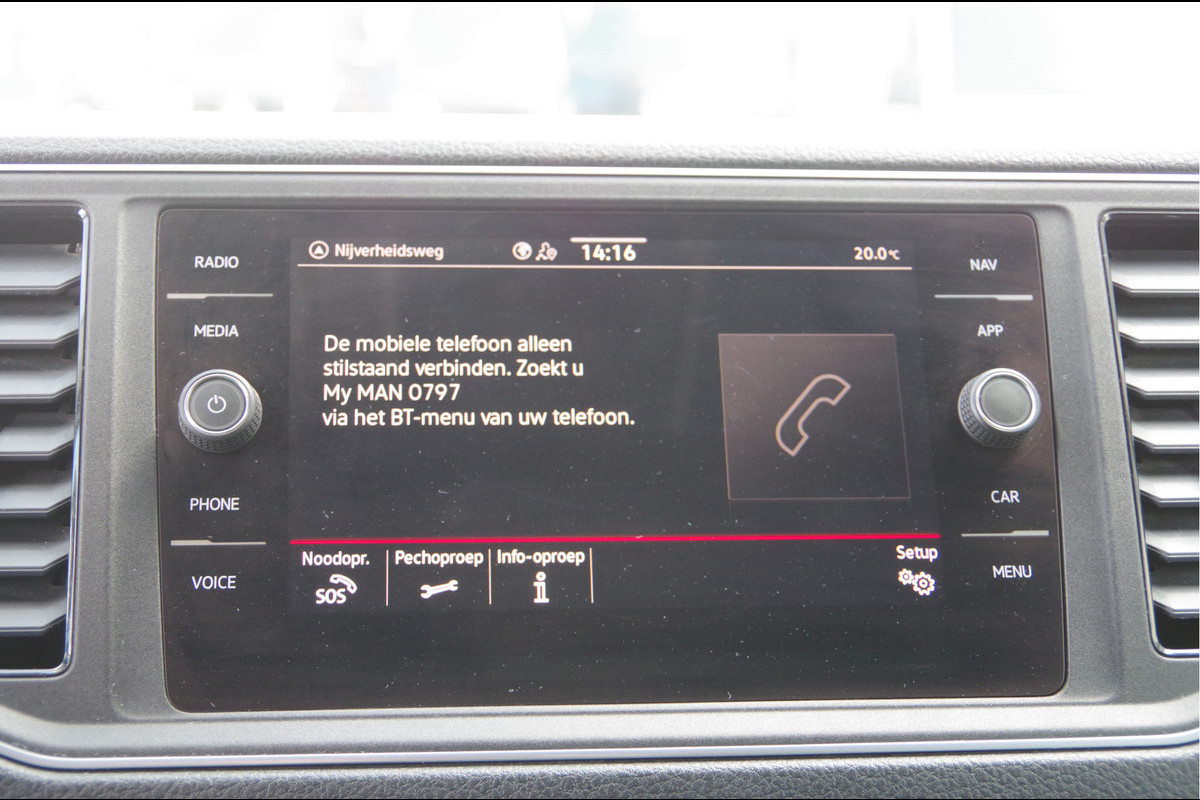 RADIO
MEDIA
PHONE
VOICE
Nijverheidsweg
14:16
20.0°C
De mobiele telefoon alleen
stilstaand verbinden. Zoekt u
My MAN 0797
via het BT-menu van uw telefoon.
Noodopr.
SOS
Pechoproep
Info-oproep
i
Setup
NAV
APP
CAR
MENU